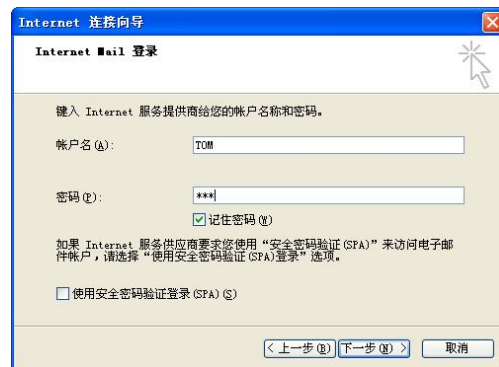 Internet 连接向导
Internet Mail 登录
键入 Internet 服务提供商给您的帐户名称和密码。
帐户名(A):
TOM
密码(P):
***
记住密码(W)
如果 Internet 服务供应商要求您使用“安全密码验证(SPA)”来访问电子邮
件帐户，请选择“使用安全密码验证(SPA)登录”选项。
使用安全密码验证登录(SPA)(S)
< 上一步(B) 下一步(N) > 取消